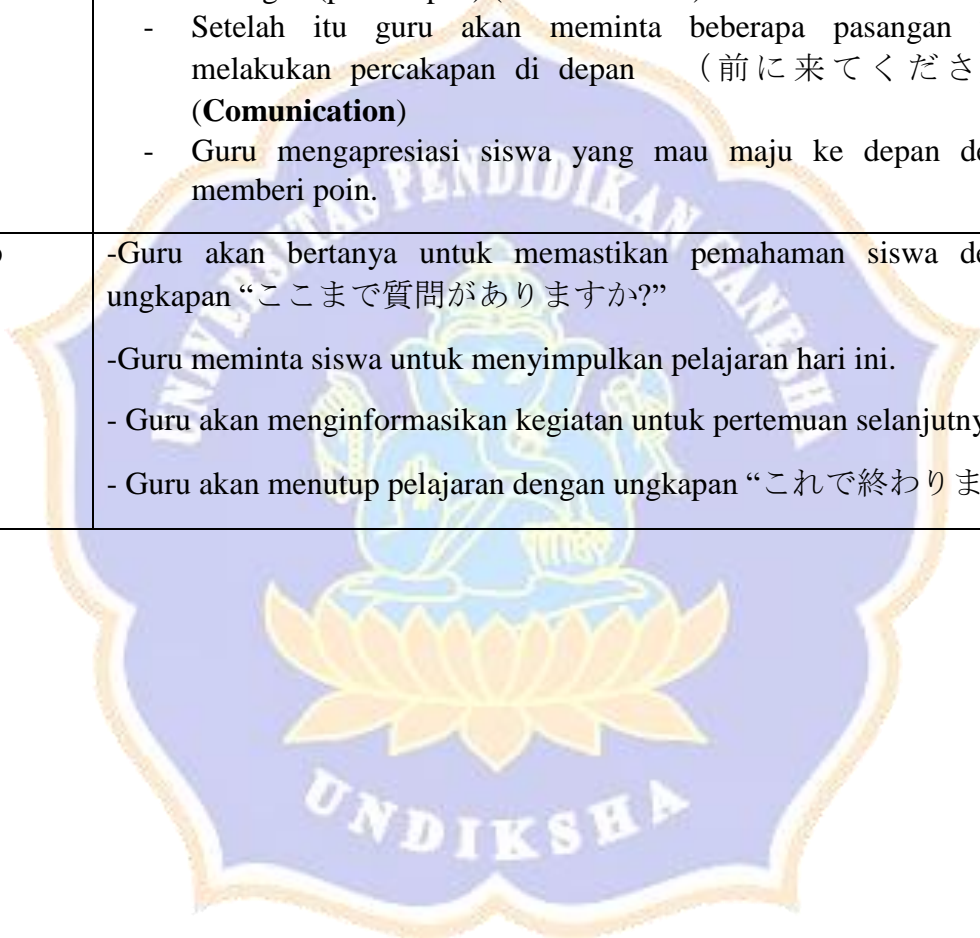 - Setelah itu guru akan meminta beberapa pasangan
melakukan percakapan di depan （前に来てくださ
(Comunication)
- Guru mengapresiasi siswa yang mau maju ke depan de
memberi poin.
-Guru akan bertanya untuk memastikan pemahaman siswa de
ungkapan “ここまで質問がありますか?”
-Guru meminta siswa untuk menyimpulkan pelajaran hari ini.
- Guru akan menginformasikan kegiatan untuk pertemuan selanjutny
- Guru akan menutup pelajaran dengan ungkapan “これで終わりま
UNIVERSITAS PENDIDIKAN GANESHA
UNDIKSHA